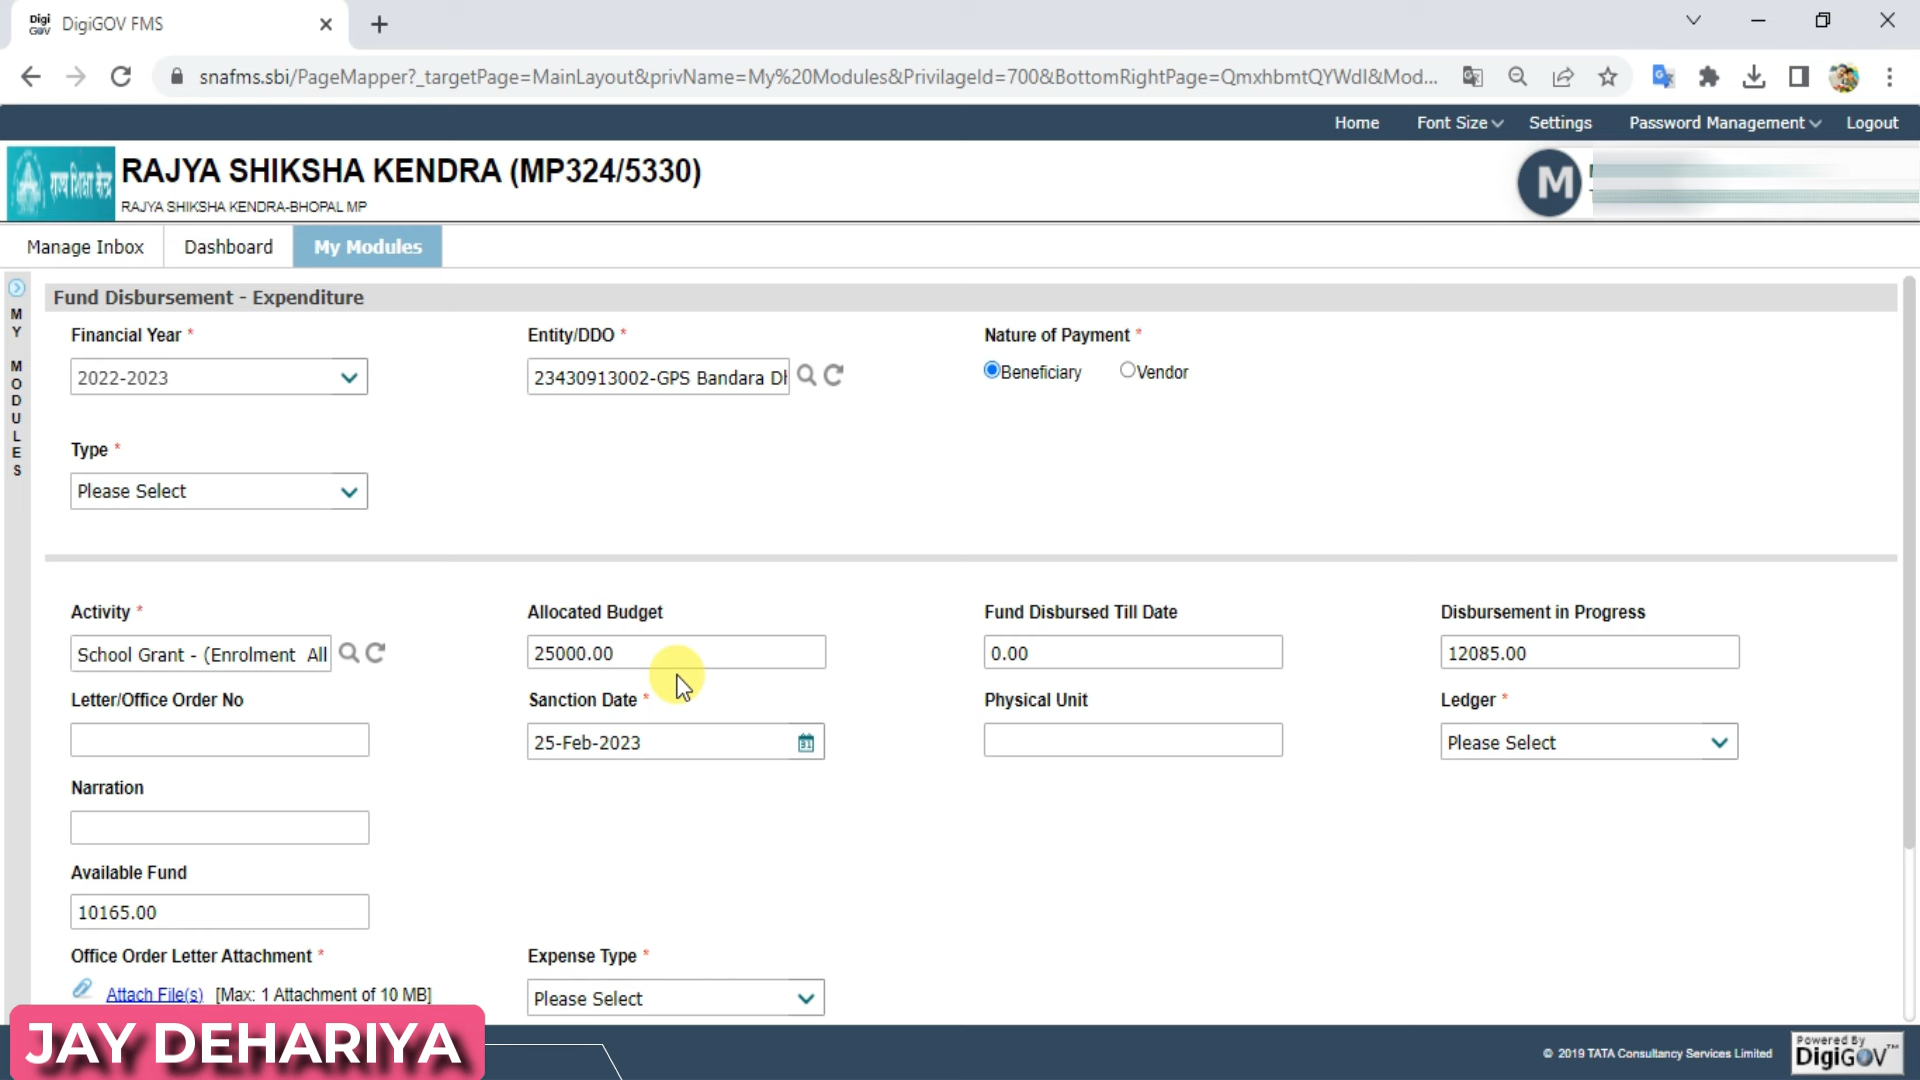 Digi
GOV
DigiGOV FMS
snafms.sbi/PageMapper?_targetPage=MainLayout&privName=My%20Modules&PrivilageId=700&BottomRightPage=QmxhbmtQYWdl&Mod...
Home Font Size Settings Password Management Logout
राज्य शिक्षा केन्द्र
RAJYA SHIKSHA KENDRA (MP324/5330)
RAJYA SHIKSHA KENDRA-BHOPAL MP
M
Manage Inbox Dashboard My Modules
MY MODULES
Fund Disbursement - Expenditure
Financial Year * Entity/DDO * Nature of Payment *
2022-2023 23430913002-GPS Bandara Beneficiary Vendor
Type *
Please Select
Activity * Allocated Budget Fund Disbursed Till Date Disbursement in Progress
School Grant - (Enrolment All 25000.00 0.00 12085.00
Letter/Office Order No Sanction Date * Physical Unit Ledger *
25-Feb-2023 Please Select
Narration
Available Fund
10165.00
Office Order Letter Attachment * Expense Type *
Attach File(s) [Max: 1 Attachment of 10 MB] Please Select
JAY DEHARIYA
© 2019 TATA Consultancy Services Limited
Powered By
DigiGOV™